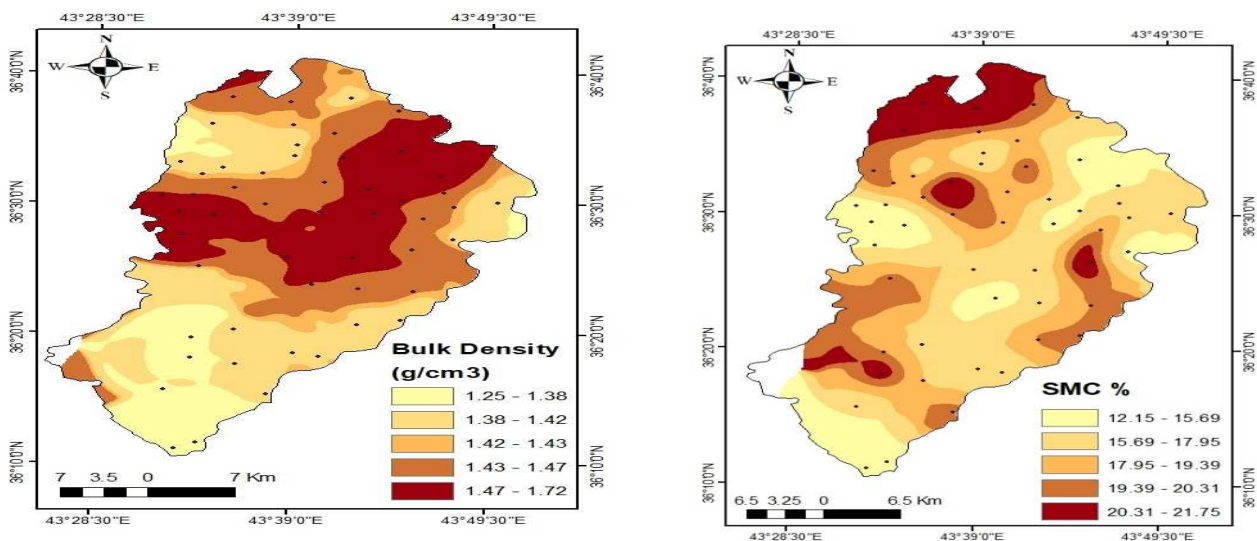 43°28'30"E 43°39'0"E 43°49'30"E
N
W E
S
36°40'0"N 36°40'0"N
36°30'0"N 36°30'0"N
36°20'0"N 36°20'0"N
36°10'0"N 36°10'0"N
Bulk Density
(g/cm3)
1.25 - 1.38
1.38 - 1.42
1.42 - 1.43
1.43 - 1.47
1.47 - 1.72
7 3.5 0 7 Km
43°28'30"E 43°39'0"E 43°49'30"E
43°28'30"E 43°39'0"E 43°49'30"E
N
W E
S
36°40'0"N 36°40'0"N
36°30'0"N 36°30'0"N
36°20'0"N 36°20'0"N
36°10'0"N 36°10'0"N
SMC %
12.15 - 15.69
15.69 - 17.95
17.95 - 19.39
19.39 - 20.31
20.31 - 21.75
6.5 3.25 0 6.5 Km
43°28'30"E 43°39'0"E 43°49'30"E